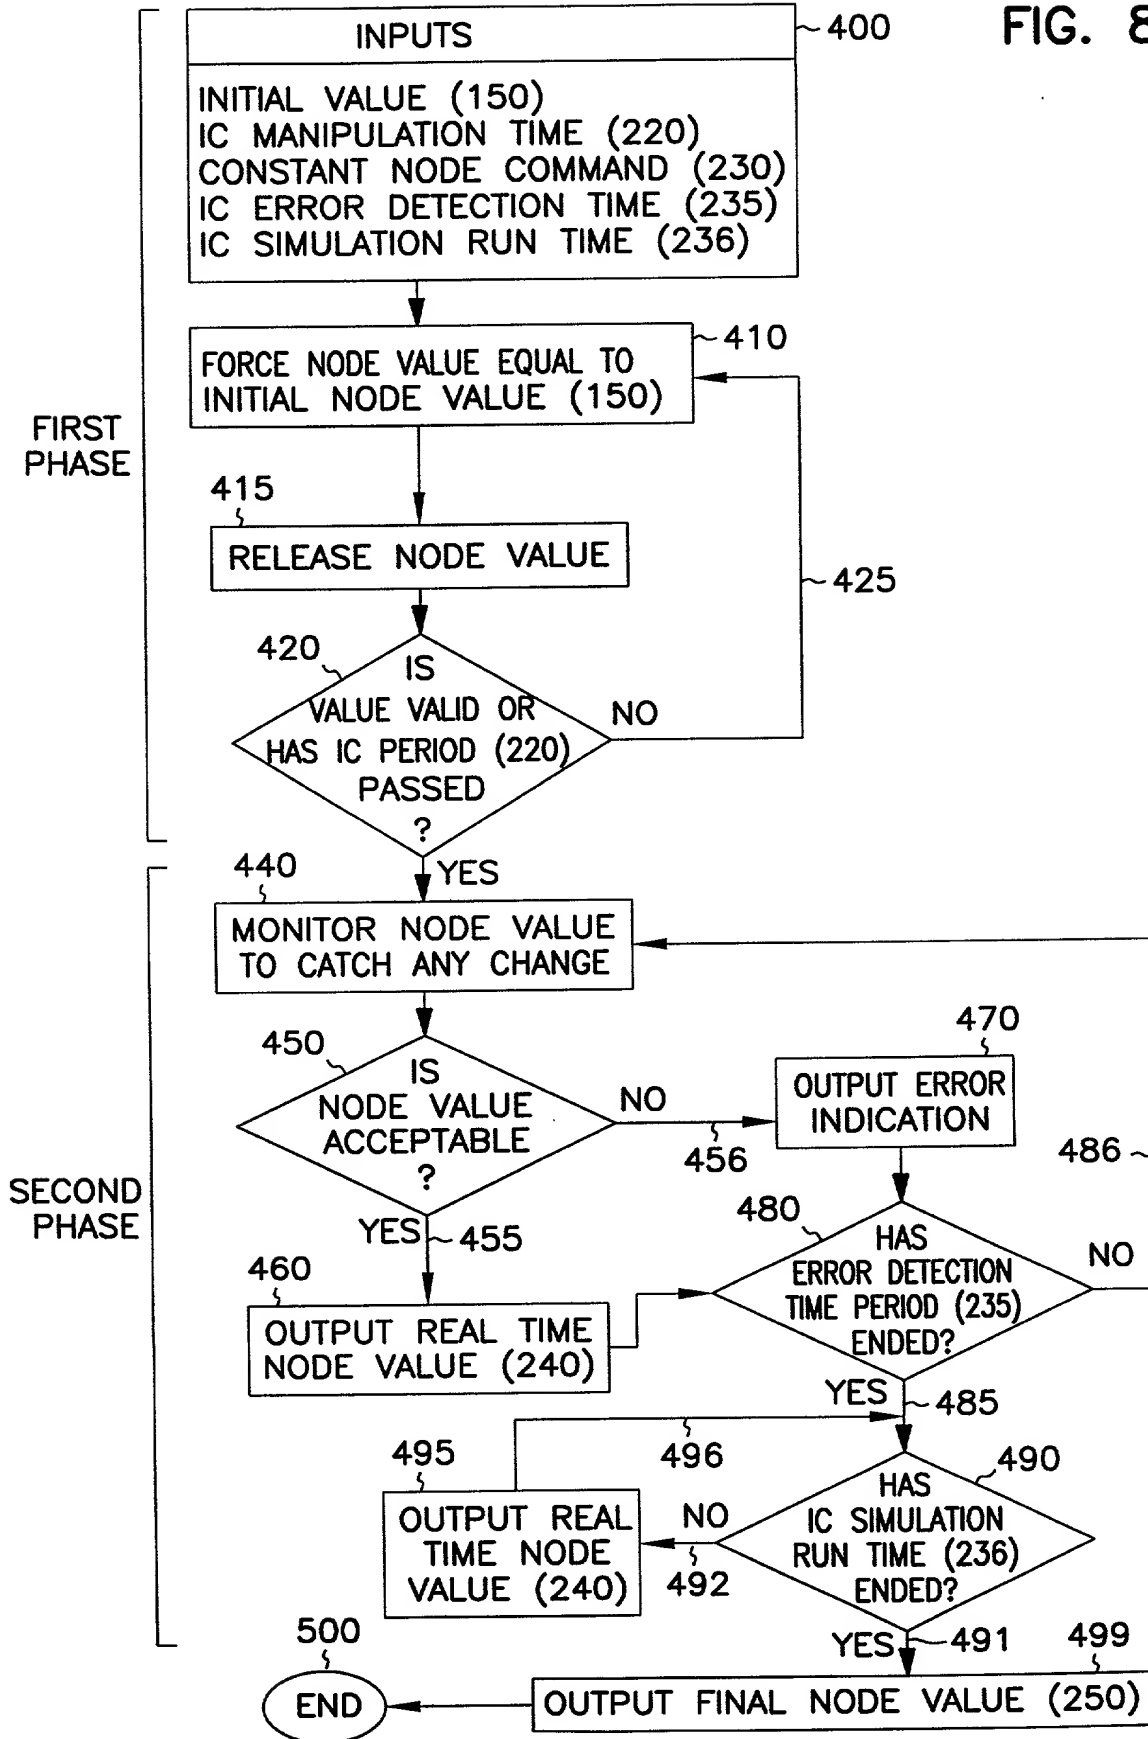 FIG. 8
INPUTS
400
INITIAL VALUE (150)
IC MANIPULATION TIME (220)
CONSTANT NODE COMMAND (230)
IC ERROR DETECTION TIME (235)
IC SIMULATION RUN TIME (236)
410
FORCE NODE VALUE EQUAL TO
INITIAL NODE VALUE (150)
FIRST
PHASE
415
RELEASE NODE VALUE
425
420
IS
VALUE VALID OR
HAS IC PERIOD (220)
PASSED
?
NO
YES
440
MONITOR NODE VALUE
TO CATCH ANY CHANGE
450
IS
NODE VALUE
ACCEPTABLE
?
NO
456
470
OUTPUT ERROR
INDICATION
486
SECOND
PHASE
YES
455
460
OUTPUT REAL TIME
NODE VALUE (240)
480
HAS
ERROR DETECTION
TIME PERIOD (235)
ENDED?
NO
YES
485
496
495
OUTPUT REAL
TIME NODE
VALUE (240)
NO
492
490
HAS
IC SIMULATION
RUN TIME (236)
ENDED?
YES
491
499
OUTPUT FINAL NODE VALUE (250)
500
END